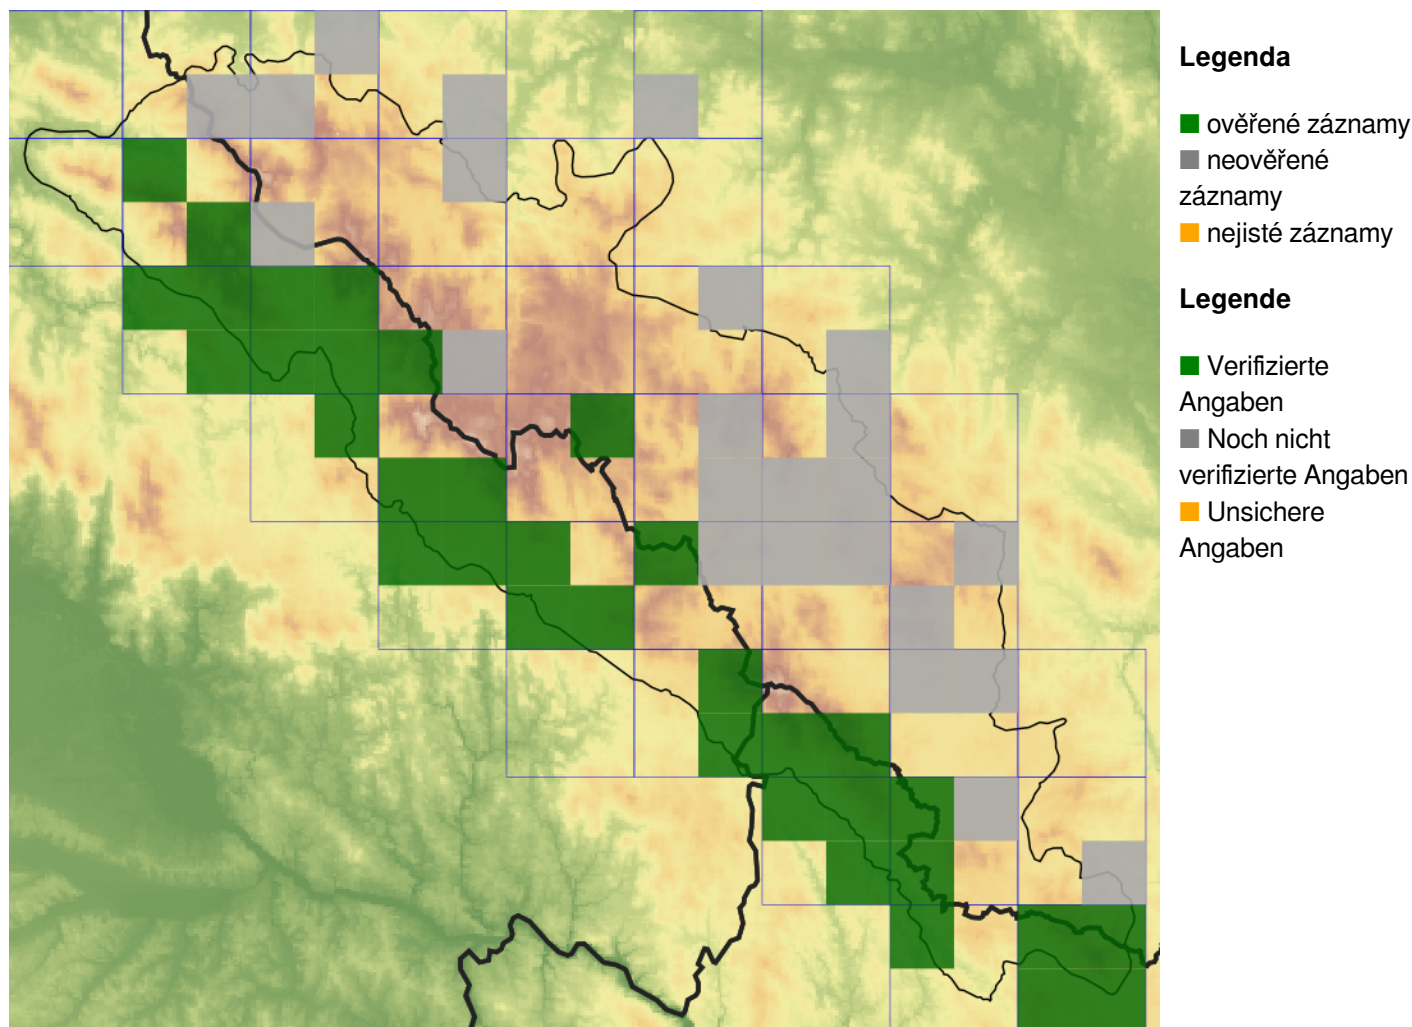 Legenda
ověřené záznamy
neověřené
záznamy
nejisté záznamy
Legende
Verifizierte
Angaben
Noch nicht
verifizierte Angaben
Unsichere
Angaben